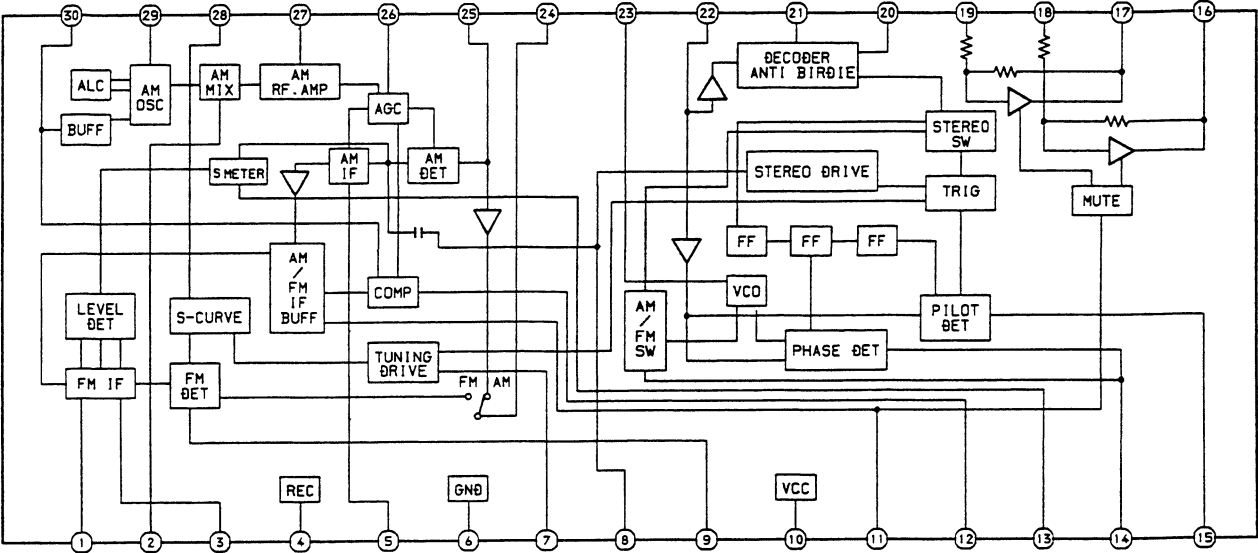 30 29 28 27 26 25 24 23 22 21 20 19 18 17 16
ALC
AM
OSC
AM
MIX
AM
RF.AMP
AGC
DECODER
ANTI BIRDIE
BUFF
STEREO
SW
S METER
AM
IF
AM
DET
STEREO DRIVE
TRIG
MUTE
FF
FF
FF
AM
/
FM
IF
BUFF
COMP
VCO
LEVEL
DET
S-CURVE
AM
/
FM
SW
PILOT
DET
TUNING
DRIVE
PHASE DET
FM IF
FM
DET
FM AM
REC
GND
VCC
1 2 3 4 5 6 7 8 9 10 11 12 13 14 15